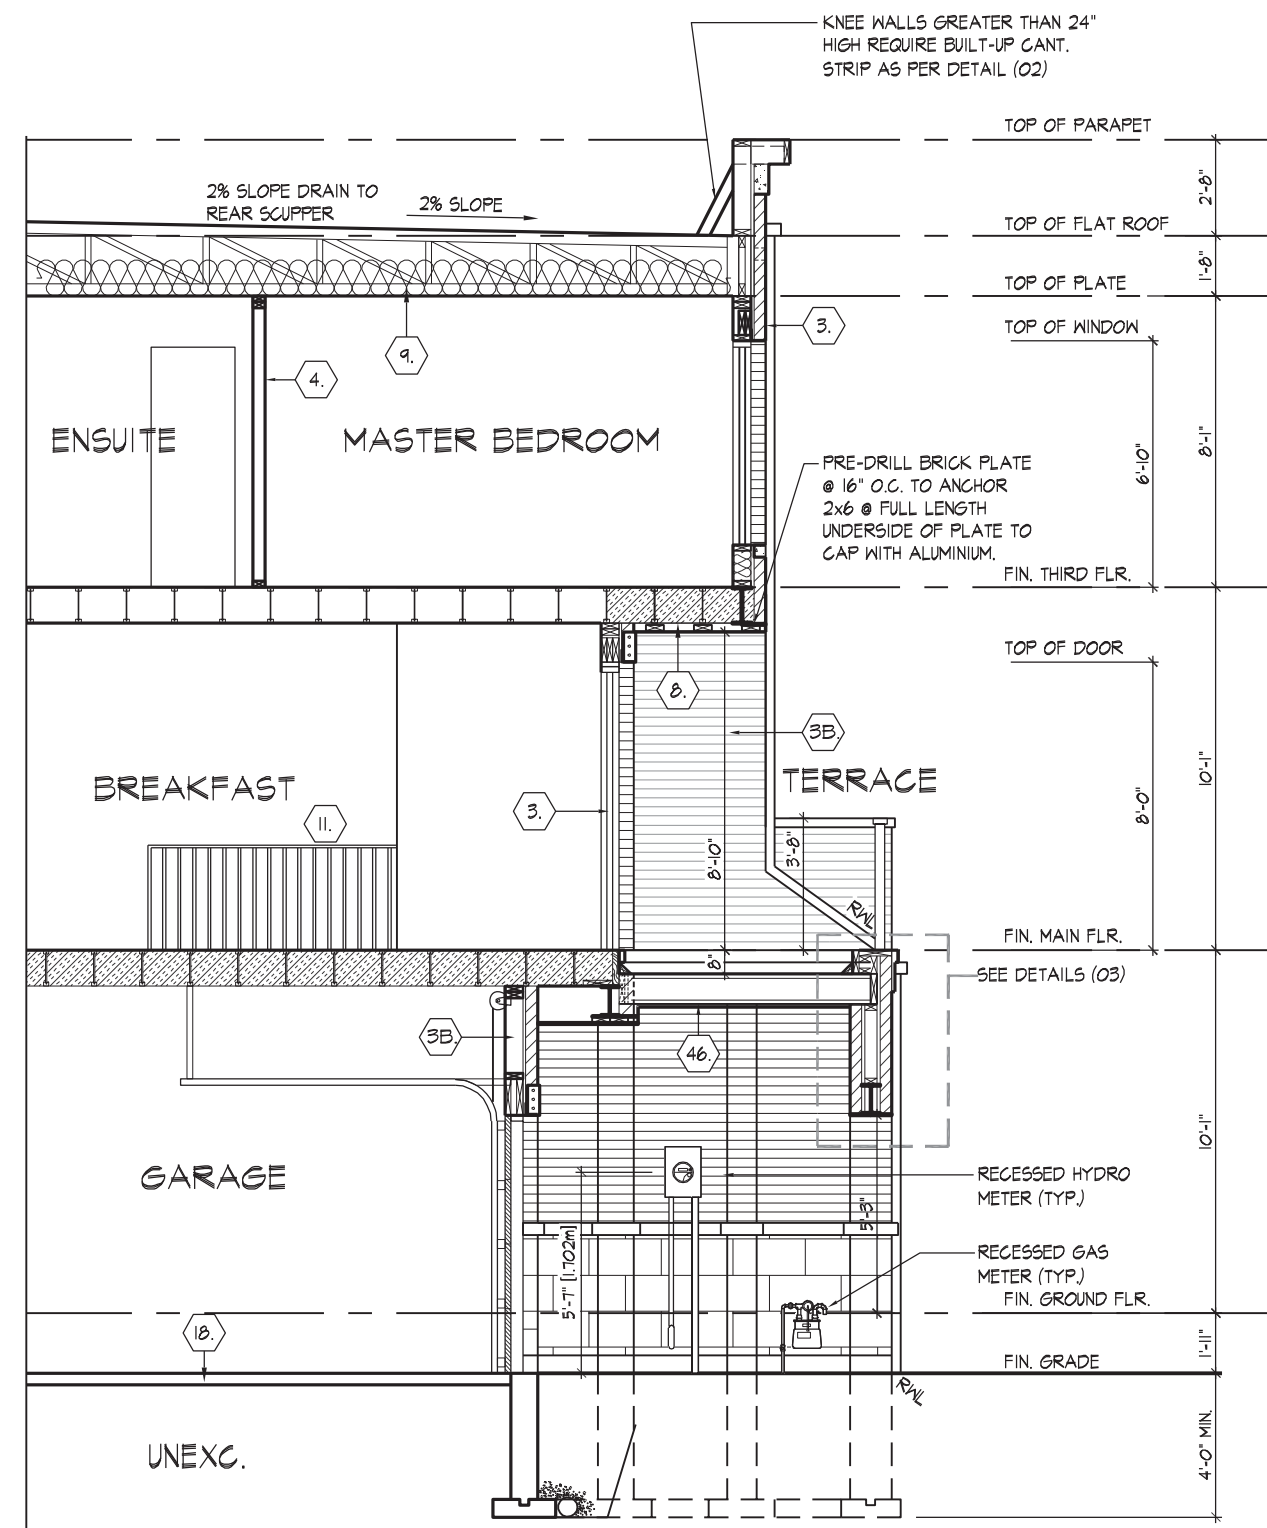 KNEE WALLS GREATER THAN 24"
HIGH REQUIRE BUILT-UP CANT.
STRIP AS PER DETAIL (02)
TOP OF PARAPET
2'-8"
2% SLOPE DRAIN TO
REAR SCUPPER
2% SLOPE
TOP OF FLAT ROOF
1'-8"
TOP OF PLATE
TOP OF WINDOW
3.
9.
4.
ENSUITE
MASTER BEDROOM
6'-10"
8'-1"
PRE-DRILL BRICK PLATE
@ 16" O.C. TO ANCHOR
2x6 @ FULL LENGTH
UNDERSIDE OF PLATE TO
CAP WITH ALUMINIUM.
FIN. THIRD FLR.
TOP OF DOOR
8.
3B.
TERRACE
BREAKFAST
11.
3.
8'-0"
10'-1"
8'-10"
3'-8"
RWL
FIN. MAIN FLR.
8"
SEE DETAILS (03)
3B.
46.
GARAGE
10'-1"
RECESSED HYDRO
METER (TYP.)
5'-3"
5'-7" [1.702m]
RECESSED GAS
METER (TYP.)
FIN. GROUND FLR.
18.
1'-11"
FIN. GRADE
RWL
UNEXC.
4'-0" MIN.